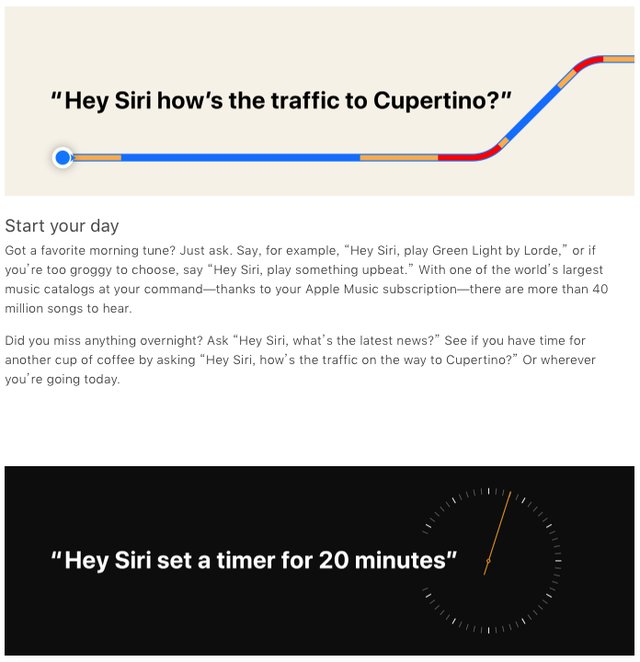 “Hey Siri how’s the traffic to Cupertino?”
Start your day
Got a favorite morning tune? Just ask. Say, for example, “Hey Siri, play Green Light by Lorde,” or if
you’re too groggy to choose, say “Hey Siri, play something upbeat.” With one of the world’s largest
music catalogs at your command—thanks to your Apple Music subscription—there are more than 40
million songs to hear.
Did you miss anything overnight? Ask “Hey Siri, what’s the latest news?” See if you have time for
another cup of coffee by asking “Hey Siri, how’s the traffic on the way to Cupertino?” Or wherever
you’re going today.
“Hey Siri set a timer for 20 minutes”